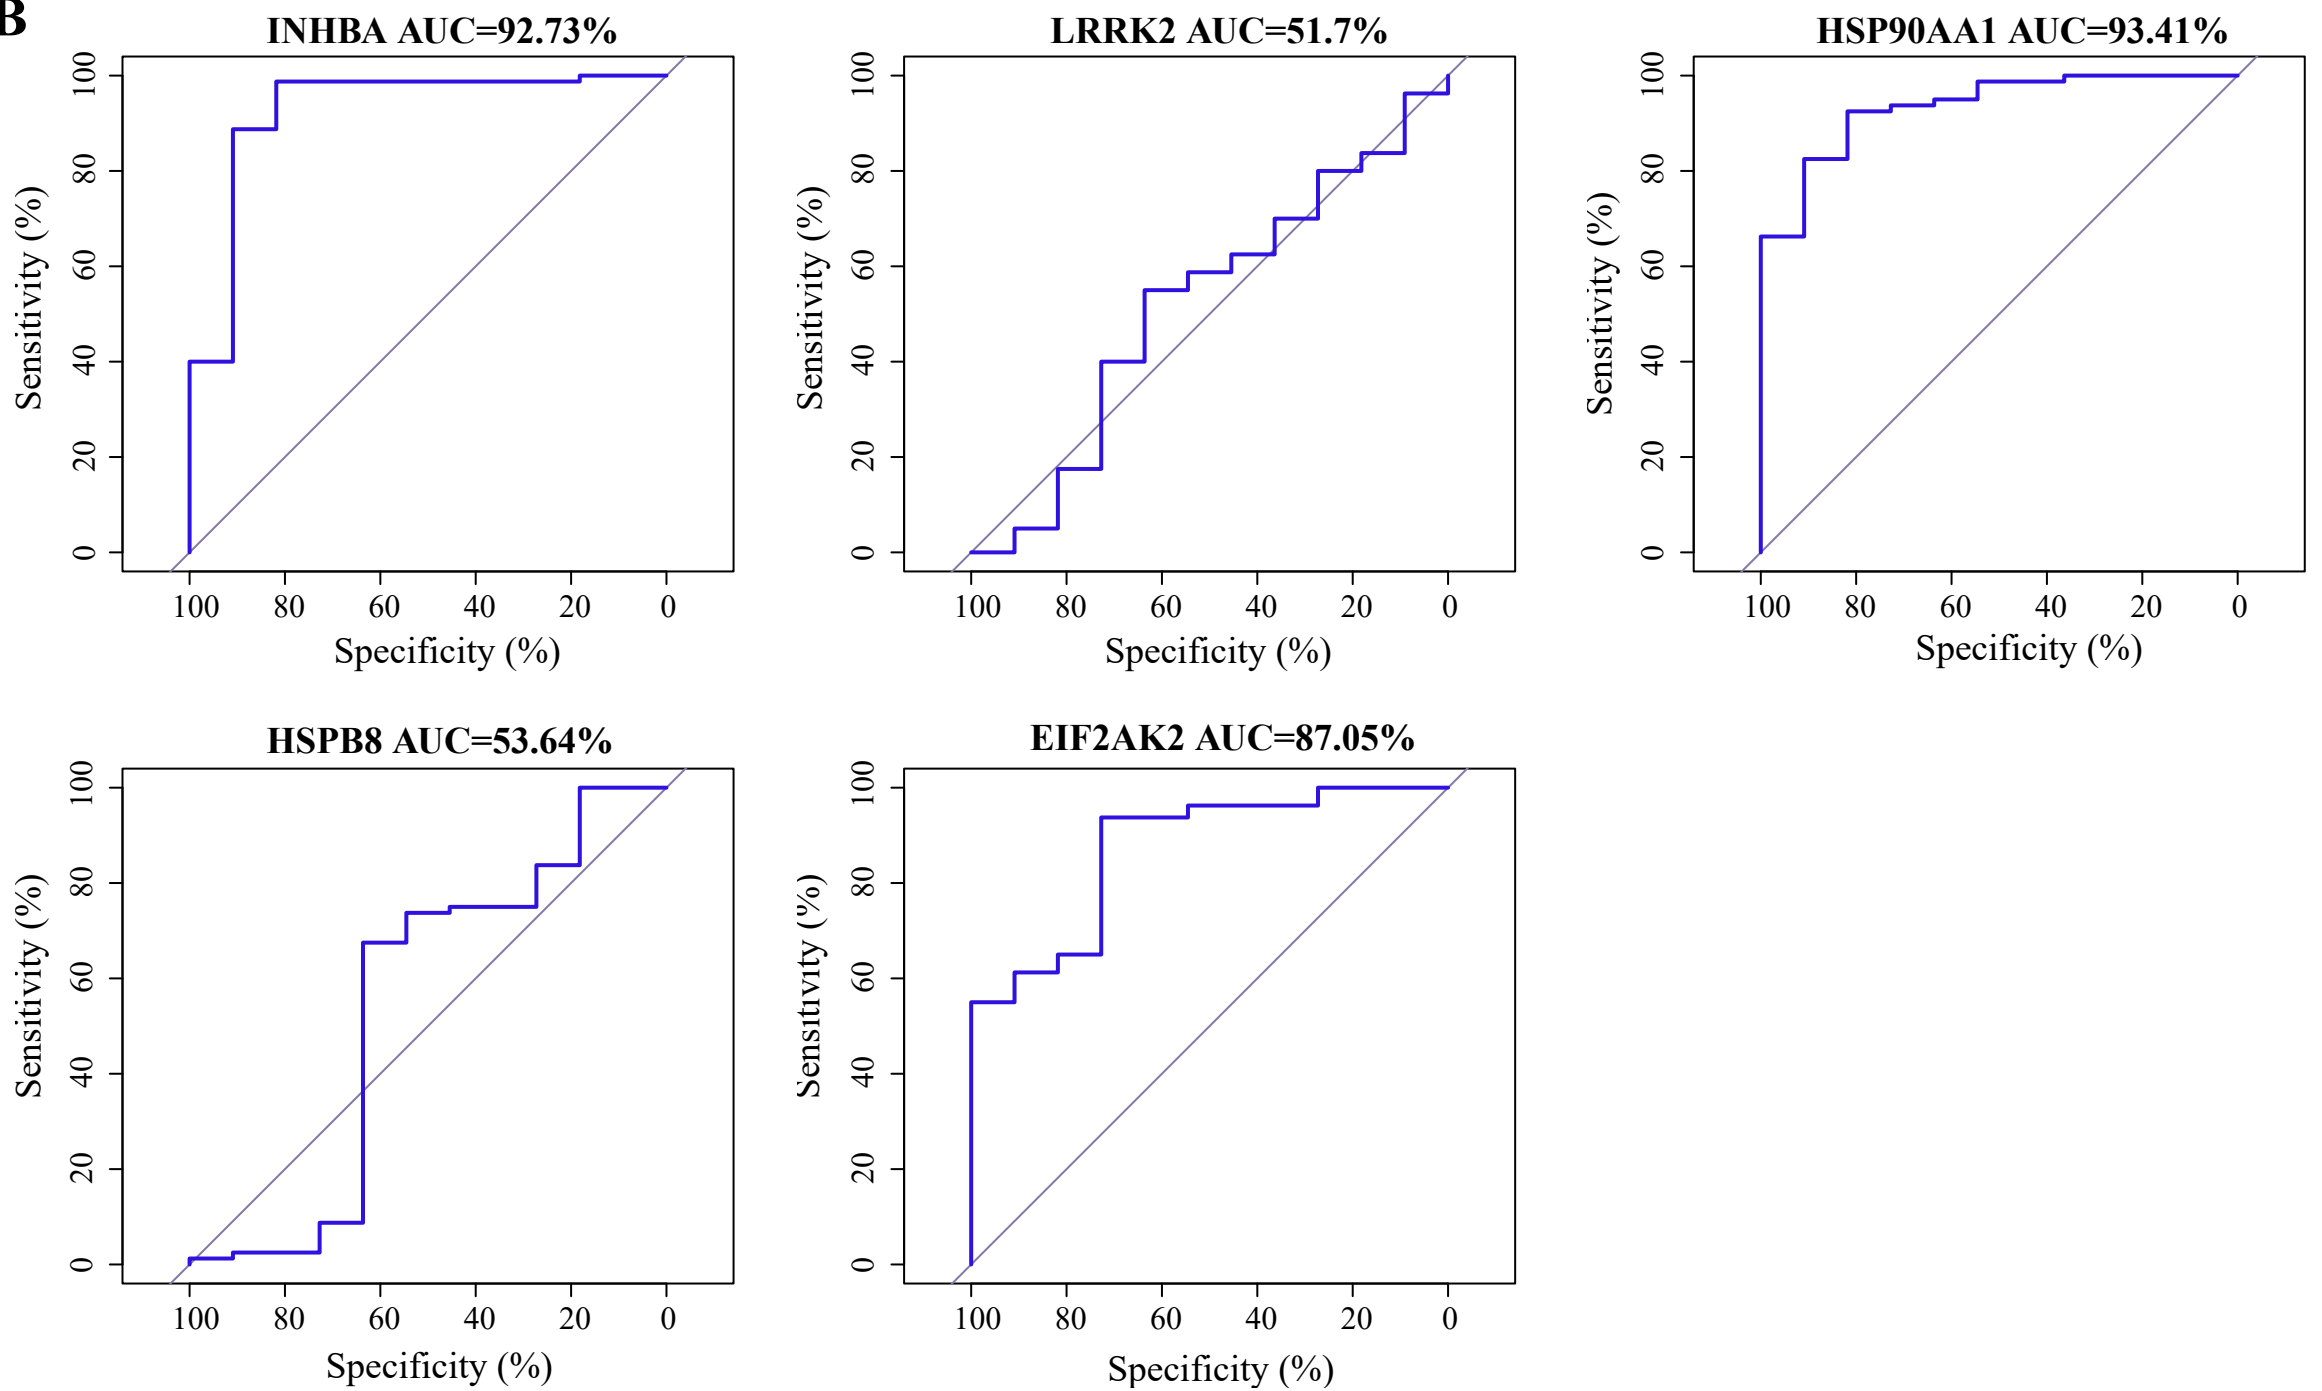 B
INHBA AUC=92.73%
Sensitivity (%)
100
80
60
40
20
0
100 80 60 40 20 0
Specificity (%)
LRRK2 AUC=51.7%
Sensitivity (%)
100
80
60
40
20
0
100 80 60 40 20 0
Specificity (%)
HSP90AA1 AUC=93.41%
Sensitivity (%)
100
80
60
40
20
0
100 80 60 40 20 0
Specificity (%)
HSPB8 AUC=53.64%
Sensitivity (%)
100
80
60
40
20
0
100 80 60 40 20 0
Specificity (%)
EIF2AK2 AUC=87.05%
Sensitivity (%)
100
80
60
40
20
0
100 80 60 40 20 0
Specificity (%)